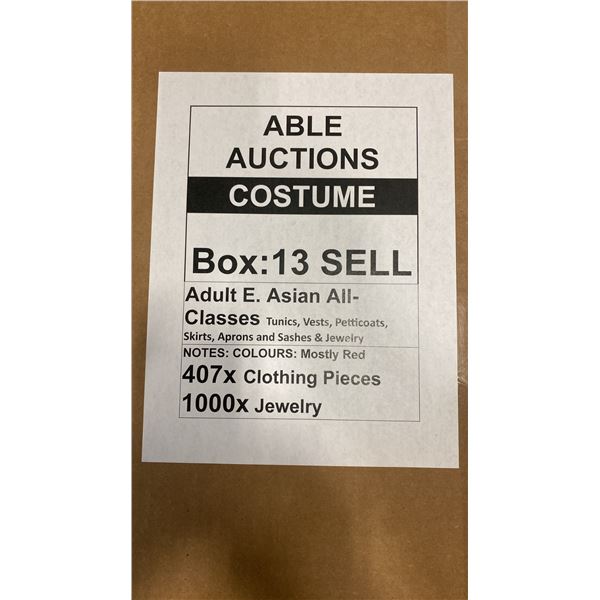 ABLE
AUCTIONS
COSTUME
Box:13 SELL
Adult E. Asian All-
Classes Tunics, Vests, Petticoats,
Skirts, Aprons and Sashes & Jewelry
NOTES: COLOURS: Mostly Red
407x Clothing Pieces
1000x Jewelry